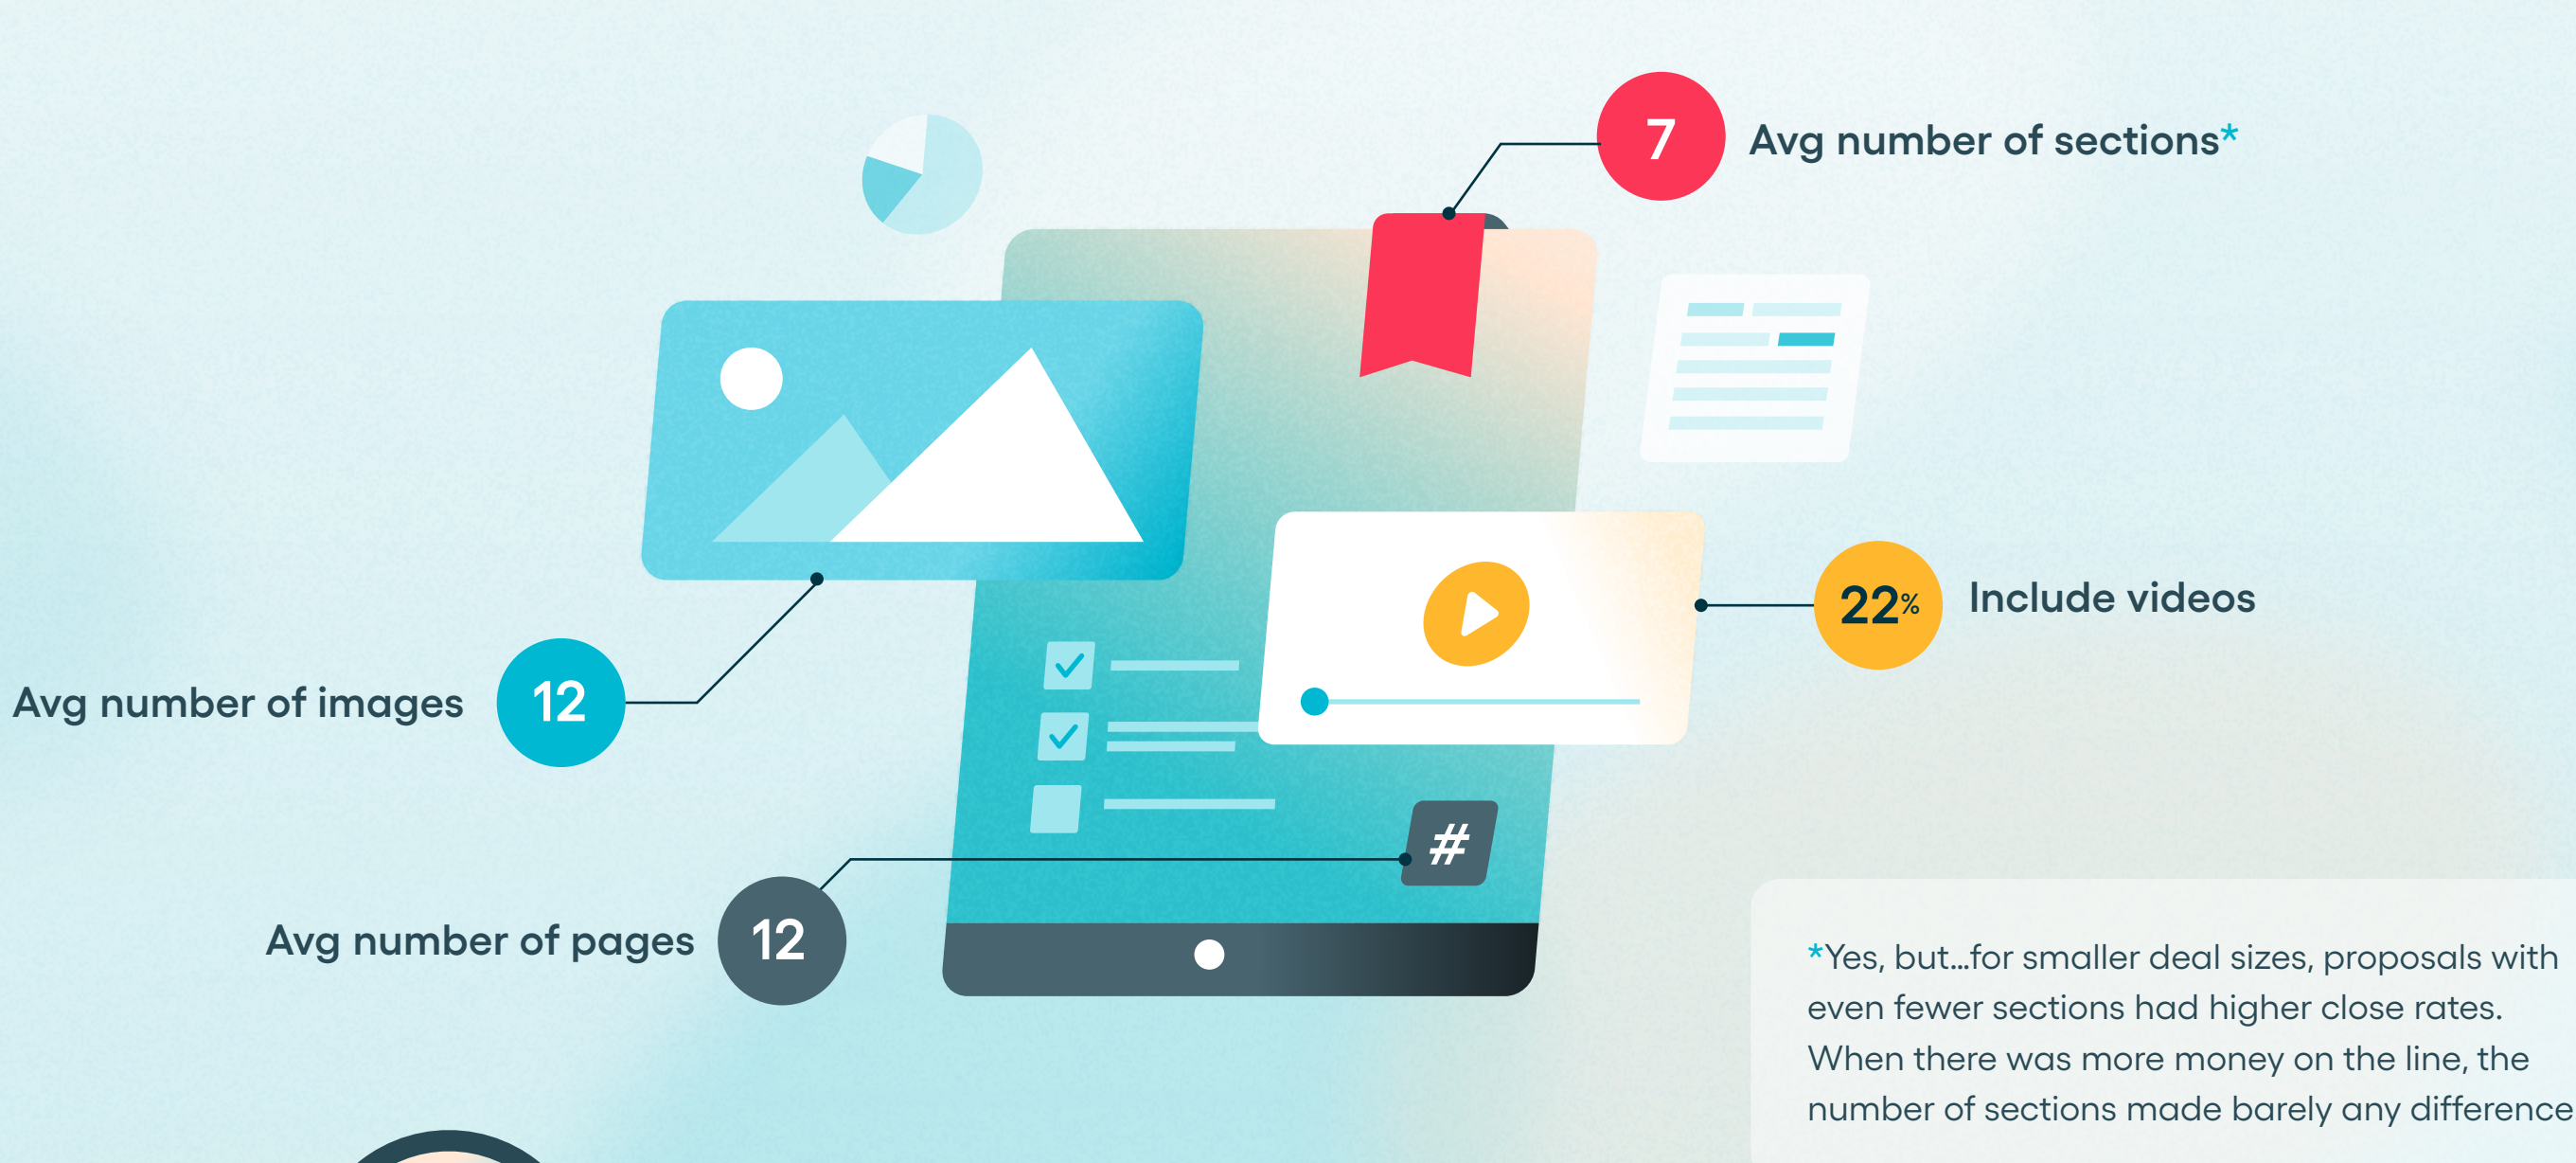 7
Avg number of sections*
22%
Include videos
Avg number of images
12
#
Avg number of pages
12
*Yes, but...for smaller deal sizes, proposals with
even fewer sections had higher close rates.
When there was more money on the line, the
number of sections made barely any difference